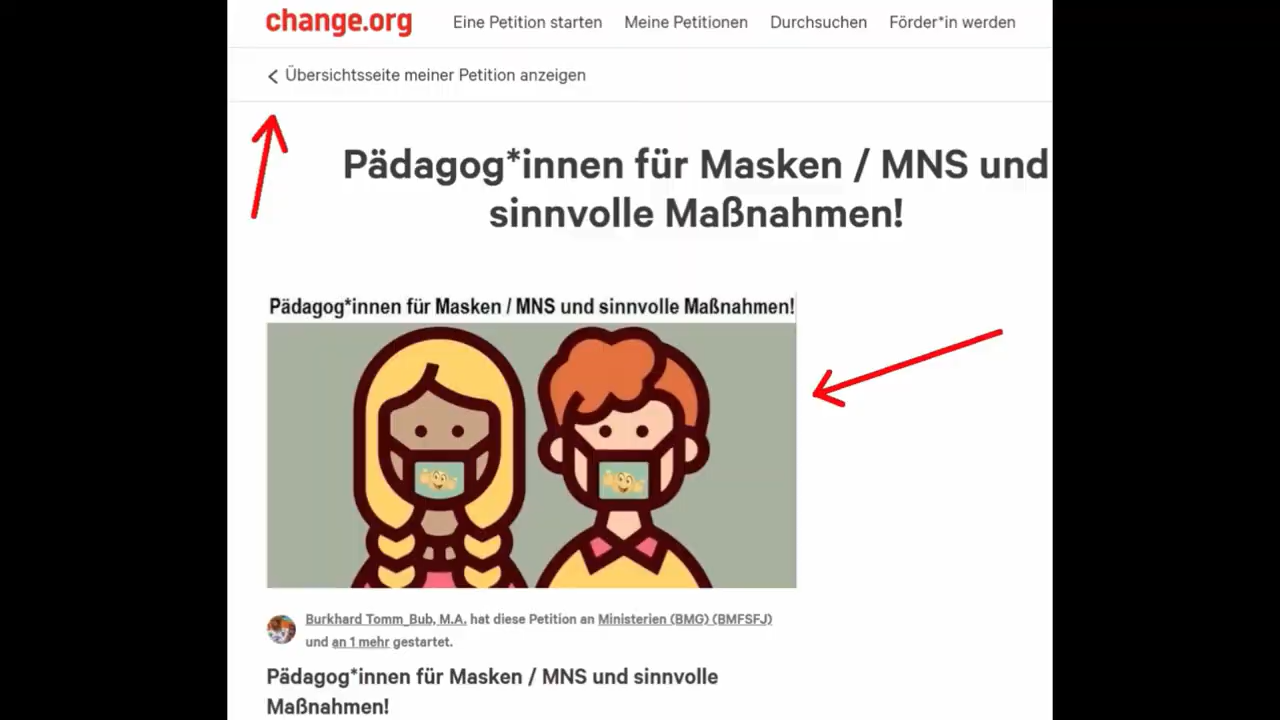 change.org
Eine Petition starten Meine Petitionen Durchsuchen Förder*in werden
Übersichtsseite meiner Petition anzeigen
Pädagog*innen für Masken / MNS und
sinnvolle Maßnahmen!
Pädagog*innen für Masken / MNS und sinnvolle Maßnahmen!
Burkhard Tomm_Bub, M.A. hat diese Petition an Ministerien (BMG) (BMFSFJ)
und an 1 mehr gestartet.
Pädagog*innen für Masken / MNS und sinnvolle
Maßnahmen!